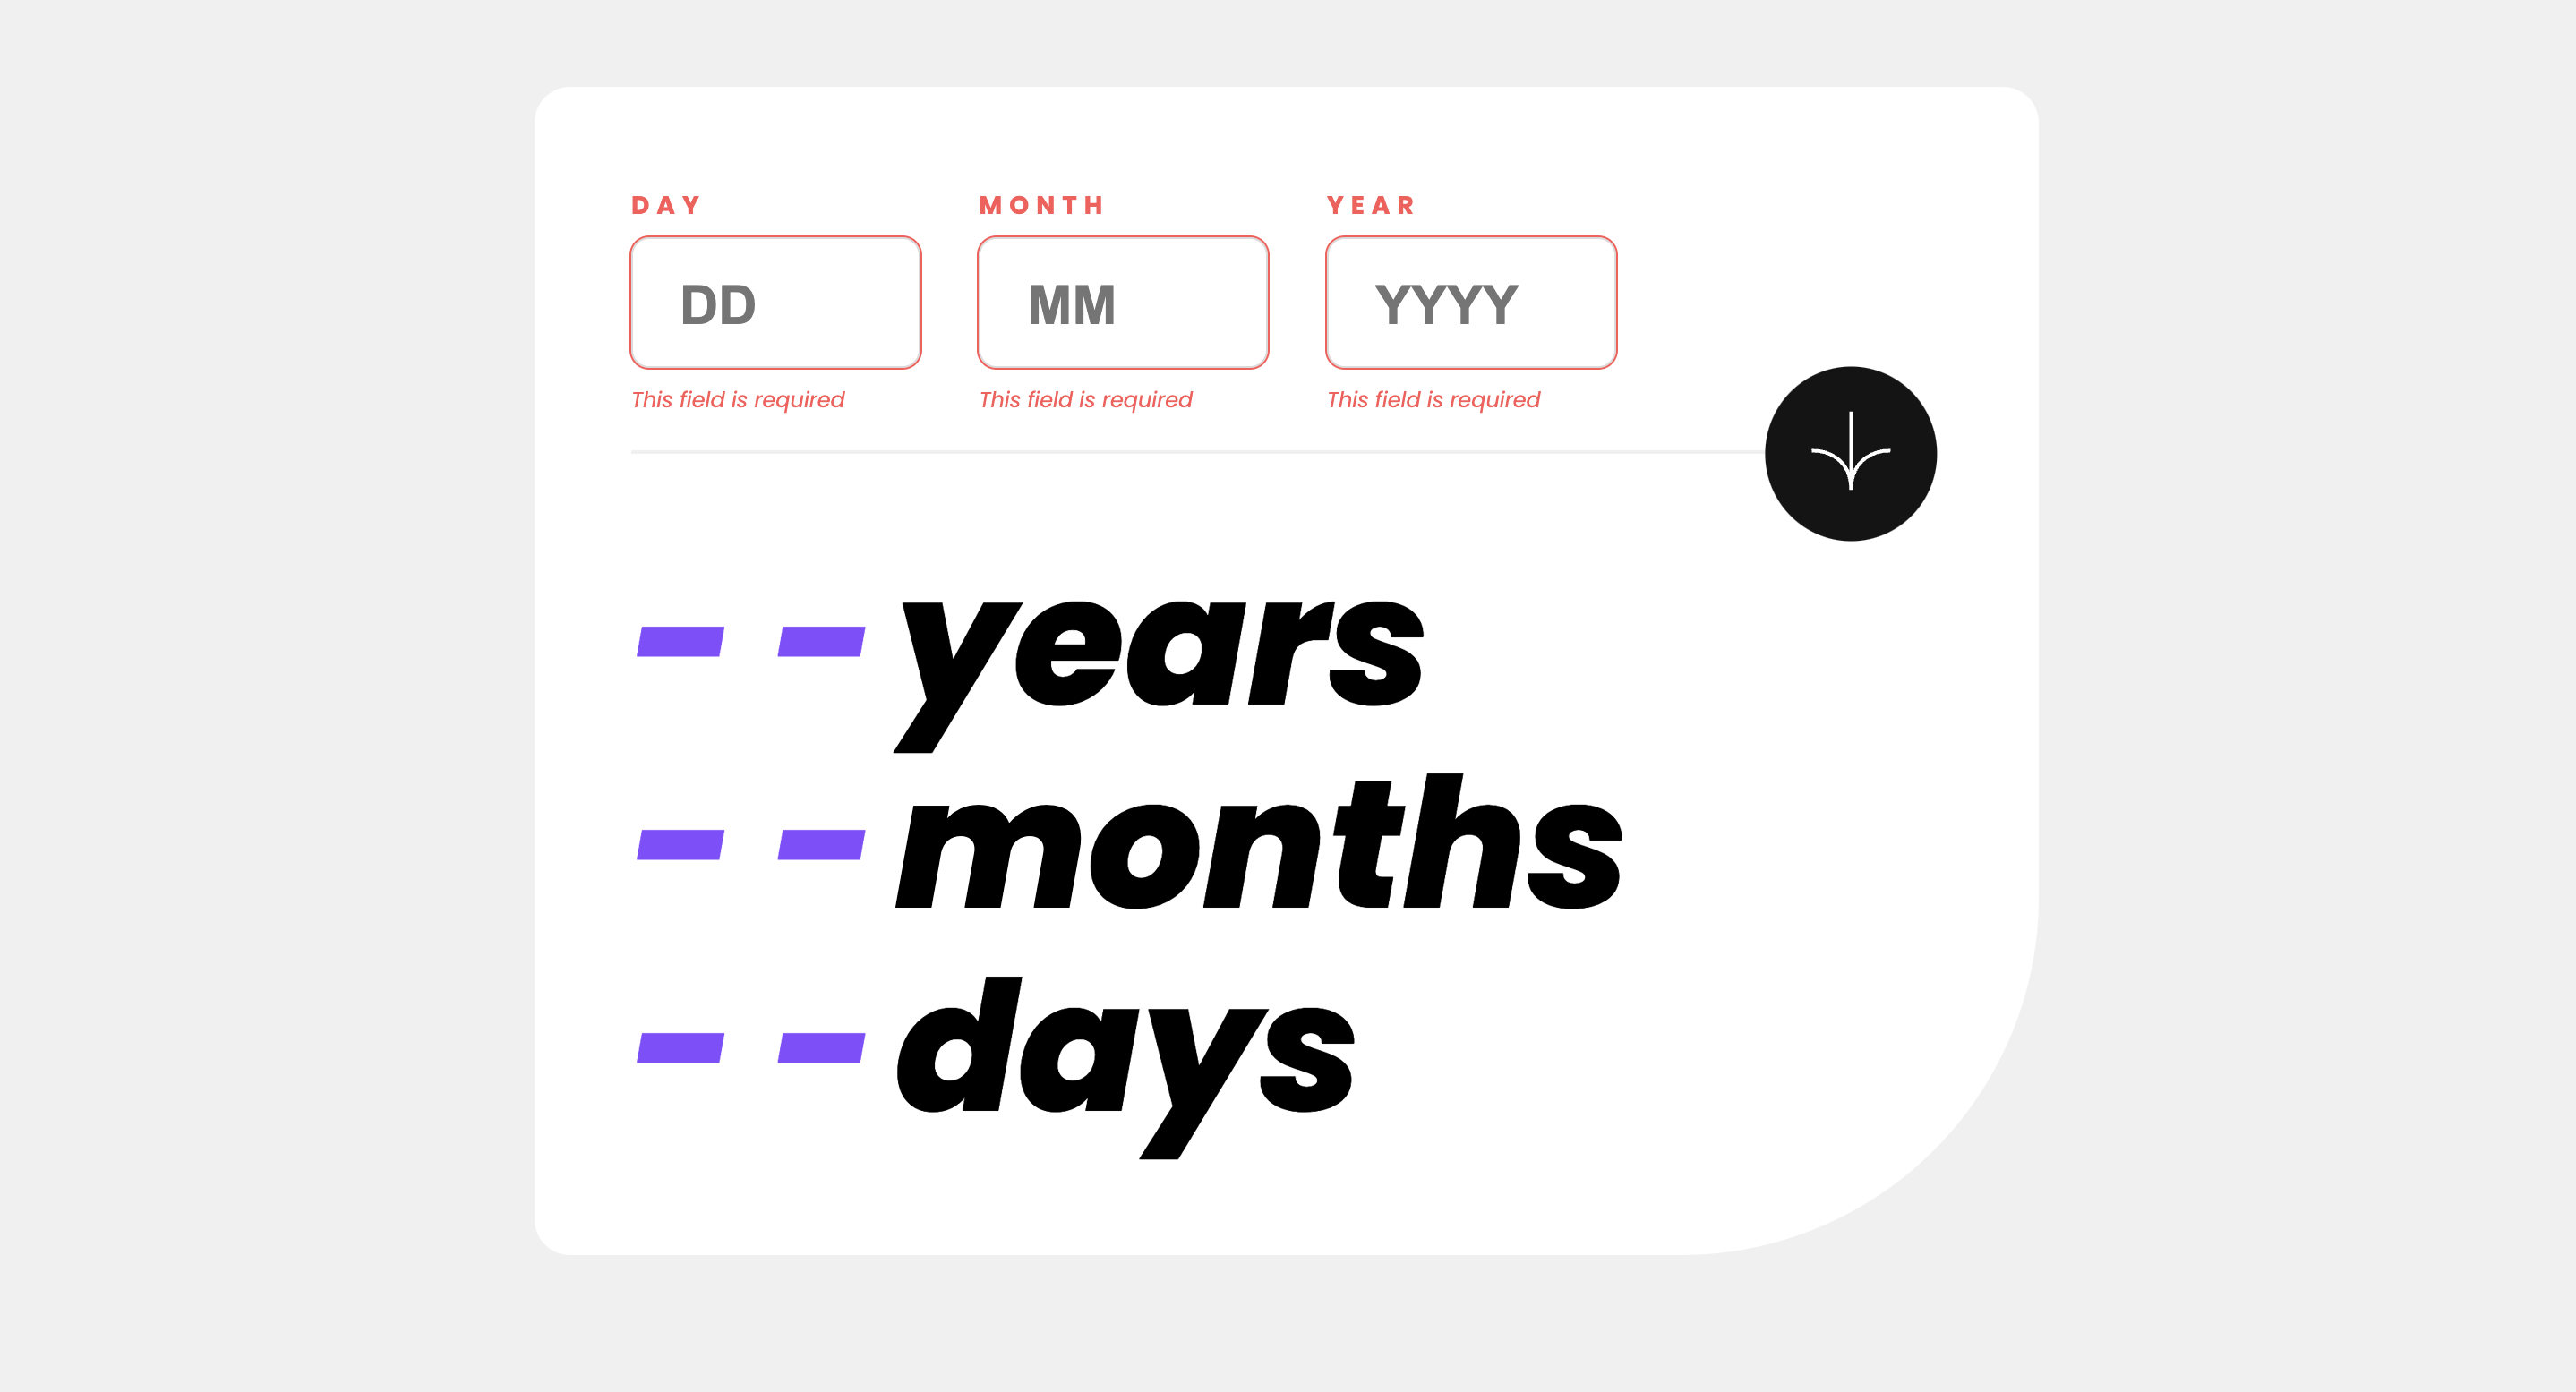 DAY MONTH YEAR
DD MM YYYY
This field is required This field is required This field is required
- - years
- - months
- - days